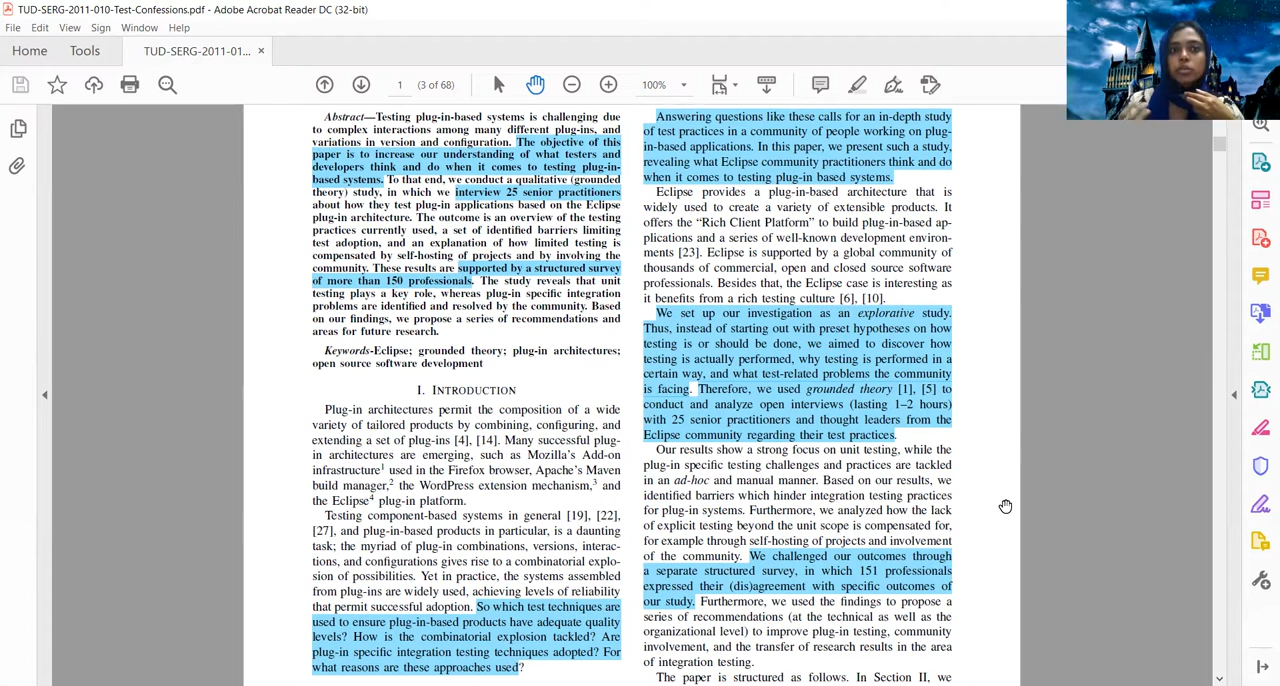 TUD-SERG-2011-010-Test-Confessions.pdf - Adobe Acrobat Reader DC (32-bit)
File Edit View Sign Window Help
Home Tools TUD-SERG-2011-01... ×
1 (3 of 68) 100%
Abstract—Testing plug-in-based systems is challenging due
to complex interactions among many different plug-ins, and
variations in version and configuration. The objective of this
paper is to increase our understanding of what testers and
developers think and do when it comes to testing plug-in-
based systems. To that end, we conduct a qualitative (grounded
theory) study, in which we interview 25 senior practitioners
about how they test plug-in applications based on the Eclipse
plug-in architecture. The outcome is an overview of the testing
practices currently used, a set of identified barriers limiting
test adoption, and an explanation of how limited testing is
compensated by self-hosting of projects and by involving the
community. These results are supported by a structured survey
of more than 150 professionals. The study reveals that unit
testing plays a key role, whereas plug-in specific integration
problems are identified and resolved by the community. Based
on our findings, we propose a series of recommendations and
areas for future research.
Keywords-Eclipse; grounded theory; plug-in architectures;
open source software development
I. INTRODUCTION
Plug-in architectures permit the composition of a wide
variety of tailored products by combining, configuring, and
extending a set of plug-ins [4], [14]. Many successful plug-
in architectures are emerging, such as Mozilla's Add-on
infrastructure1 used in the Firefox browser, Apache's Maven
build manager,2 the WordPress extension mechanism,3 and
the Eclipse4 plug-in platform.
Testing component-based systems in general [19], [22],
[27], and plug-in-based products in particular, is a daunting
task; the myriad of plug-in combinations, versions, interac-
tions, and configurations gives rise to a combinatorial explo-
sion of possibilities. Yet in practice, the systems assembled
from plug-ins are widely used, achieving levels of reliability
that permit successful adoption. So which test techniques are
used to ensure plug-in-based products have adequate quality
levels? How is the combinatorial explosion tackled? Are
plug-in specific integration testing techniques adopted? For
what reasons are these approaches used?
Answering questions like these calls for an in-depth study
of test practices in a community of people working on plug-
in-based applications. In this paper, we present such a study,
revealing what Eclipse community practitioners think and do
when it comes to testing plug-in based systems.
Eclipse provides a plug-in-based architecture that is
widely used to create a variety of extensible products. It
offers the "Rich Client Platform" to build plug-in-based ap-
plications and a series of well-known development environ-
ments [23]. Eclipse is supported by a global community of
thousands of commercial, open and closed source software
professionals. Besides that, the Eclipse case is interesting as
it benefits from a rich testing culture [6], [10].
We set up our investigation as an explorative study.
Thus, instead of starting out with preset hypotheses on how
testing is or should be done, we aimed to discover how
testing is actually performed, why testing is performed in a
certain way, and what test-related problems the community
is facing. Therefore, we used grounded theory [1], [5] to
conduct and analyze open interviews (lasting 1–2 hours)
with 25 senior practitioners and thought leaders from the
Eclipse community regarding their test practices.
Our results show a strong focus on unit testing, while the
plug-in specific testing challenges and practices are tackled
in an ad-hoc and manual manner. Based on our results, we
identified barriers which hinder integration testing practices
for plug-in systems. Furthermore, we analyzed how the lack
of explicit testing beyond the unit scope is compensated for,
for example through self-hosting of projects and involvement
of the community. We challenged our outcomes through
a separate structured survey, in which 151 professionals
expressed their (dis)agreement with specific outcomes of
our study. Furthermore, we used the findings to propose a
series of recommendations (at the technical as well as the
organizational level) to improve plug-in testing, community
involvement, and the transfer of research results in the area
of integration testing.
The paper is structured as follows. In Section II, we